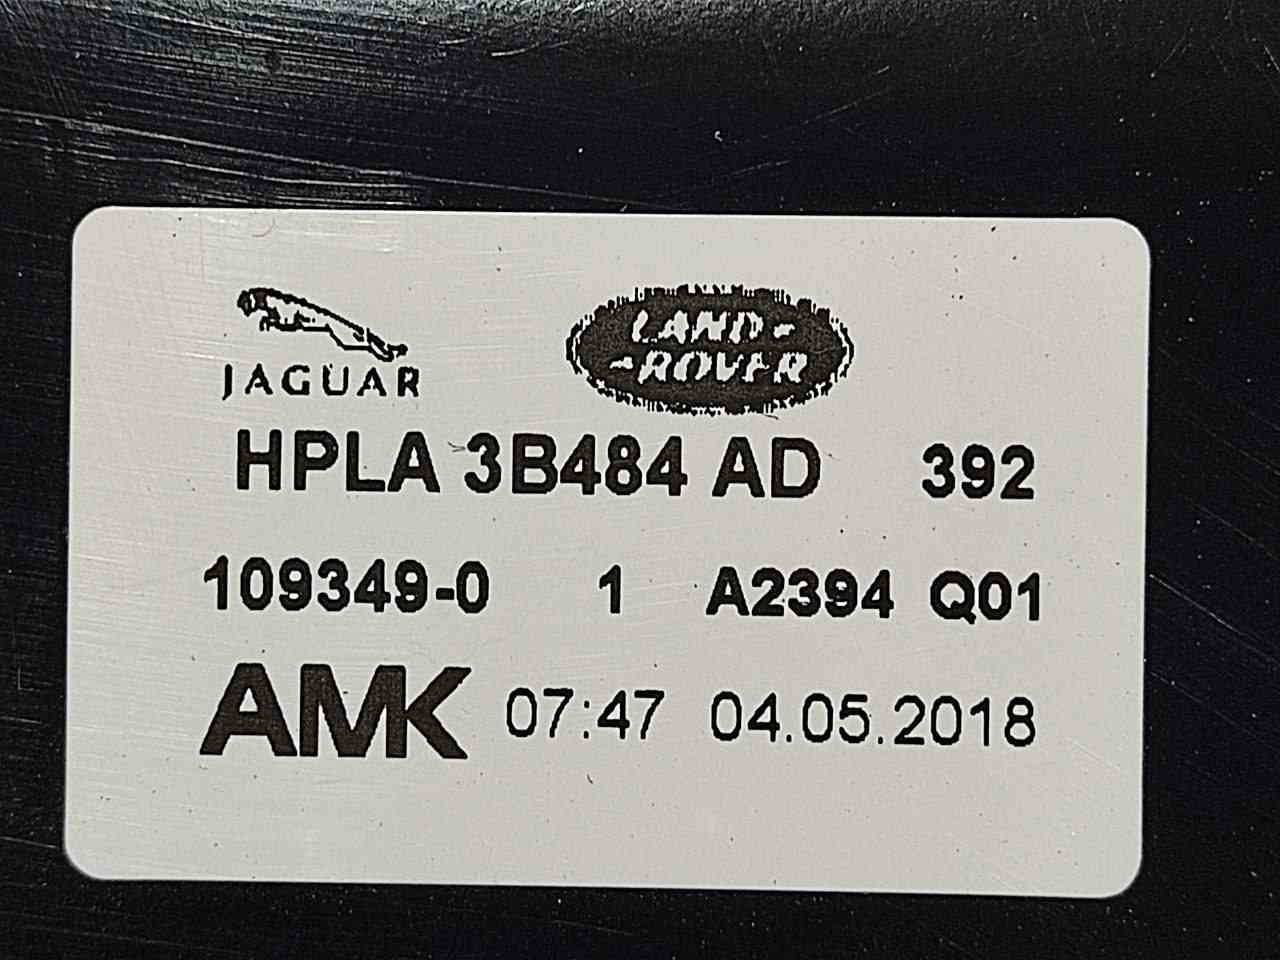 JAGUAR
LAND-
-ROVER
HPLA 3B484 AD 392
109349-0 1 A2394 Q01
AMK 07:47 04.05.2018